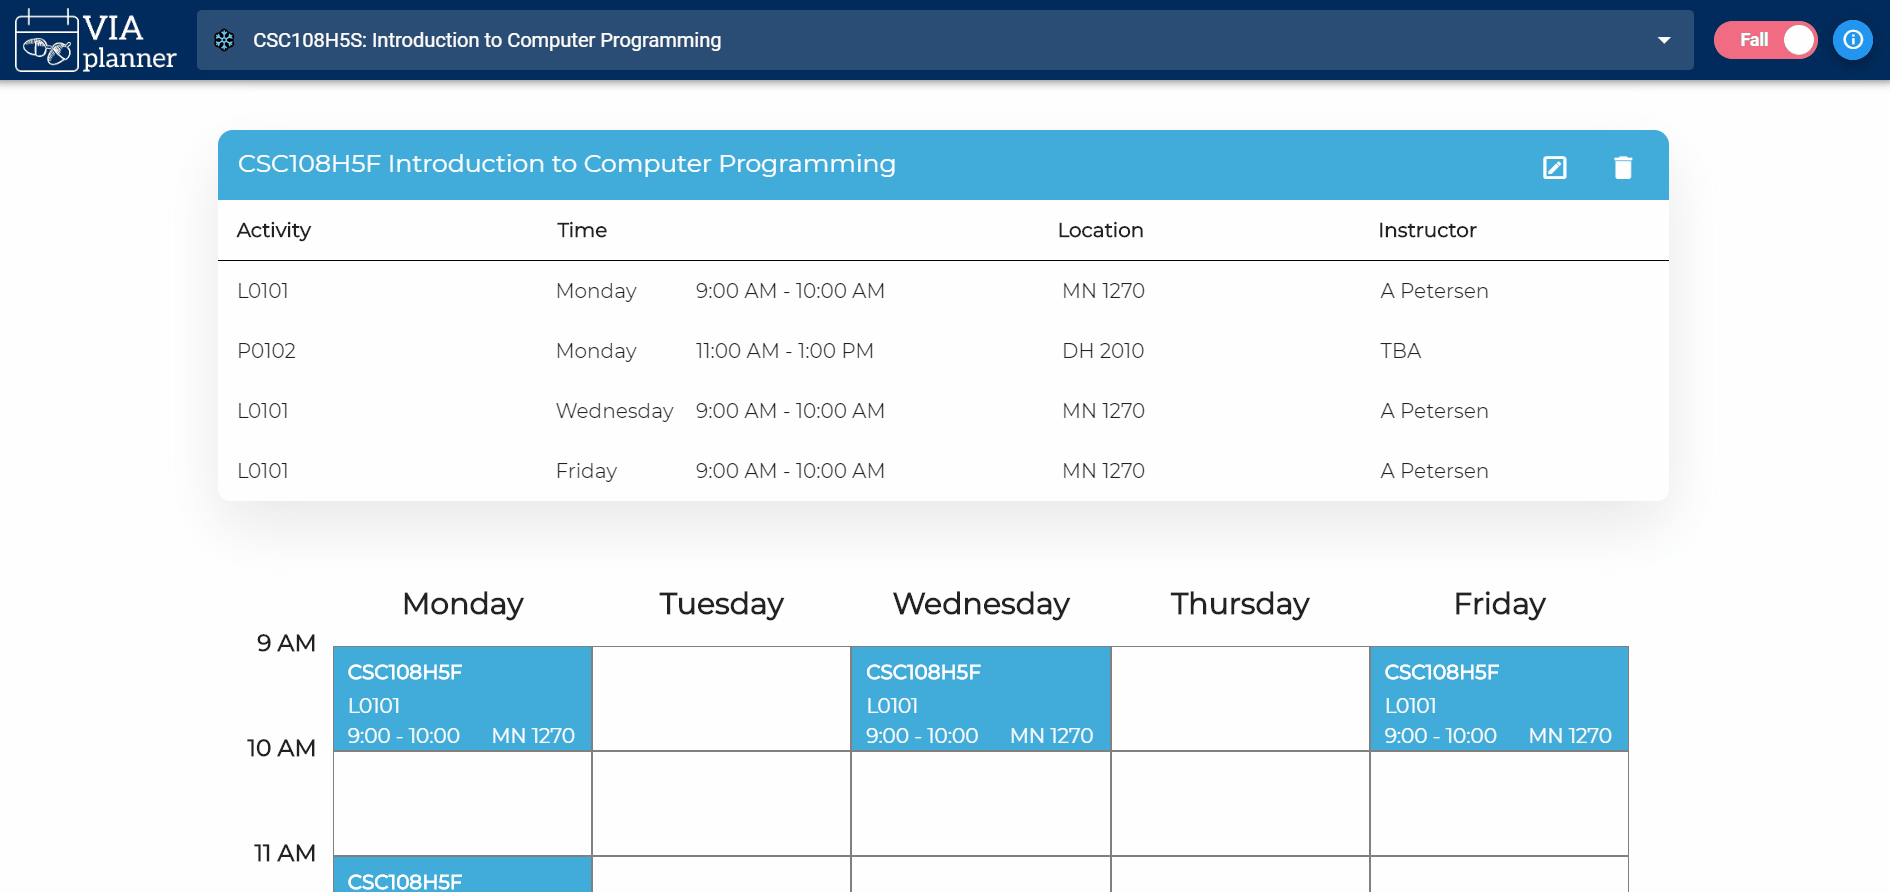 VIA
planner
CSC108H5S: Introduction to Computer Programming
Fall
CSC108H5F Introduction to Computer Programming
Activity Time Location Instructor
L0101 Monday 9:00 AM - 10:00 AM MN 1270 A Petersen
P0102 Monday 11:00 AM - 1:00 PM DH 2010 TBA
L0101 Wednesday 9:00 AM - 10:00 AM MN 1270 A Petersen
L0101 Friday 9:00 AM - 10:00 AM MN 1270 A Petersen
Monday Tuesday Wednesday Thursday Friday
9 AM
CSC108H5F CSC108H5F CSC108H5F
L0101 L0101 L0101
9:00 - 10:00 MN 1270 9:00 - 10:00 MN 1270 9:00 - 10:00 MN 1270
10 AM
11 AM
CSC108H5F